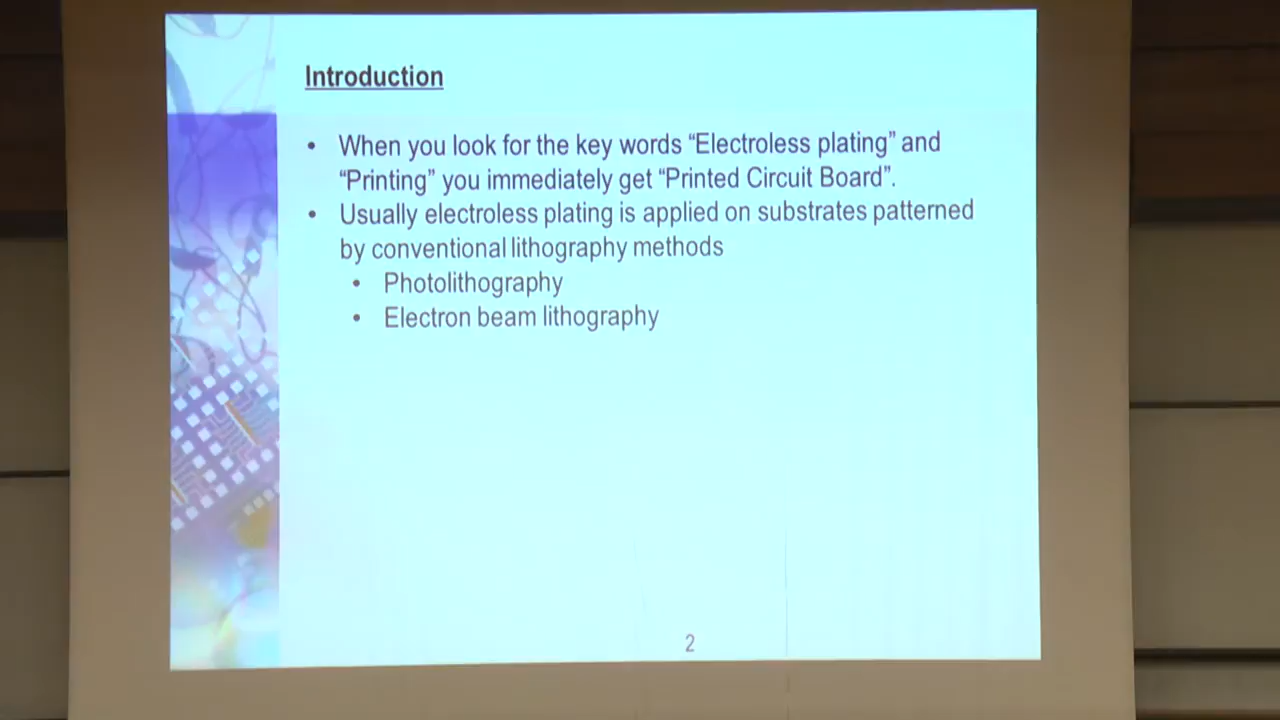 Introduction
• When you look for the key words “Electroless plating” and
“Printing” you immediately get “Printed Circuit Board”.
• Usually electroless plating is applied on substrates patterned
by conventional lithography methods
• Photolithography
• Electron beam lithography
2